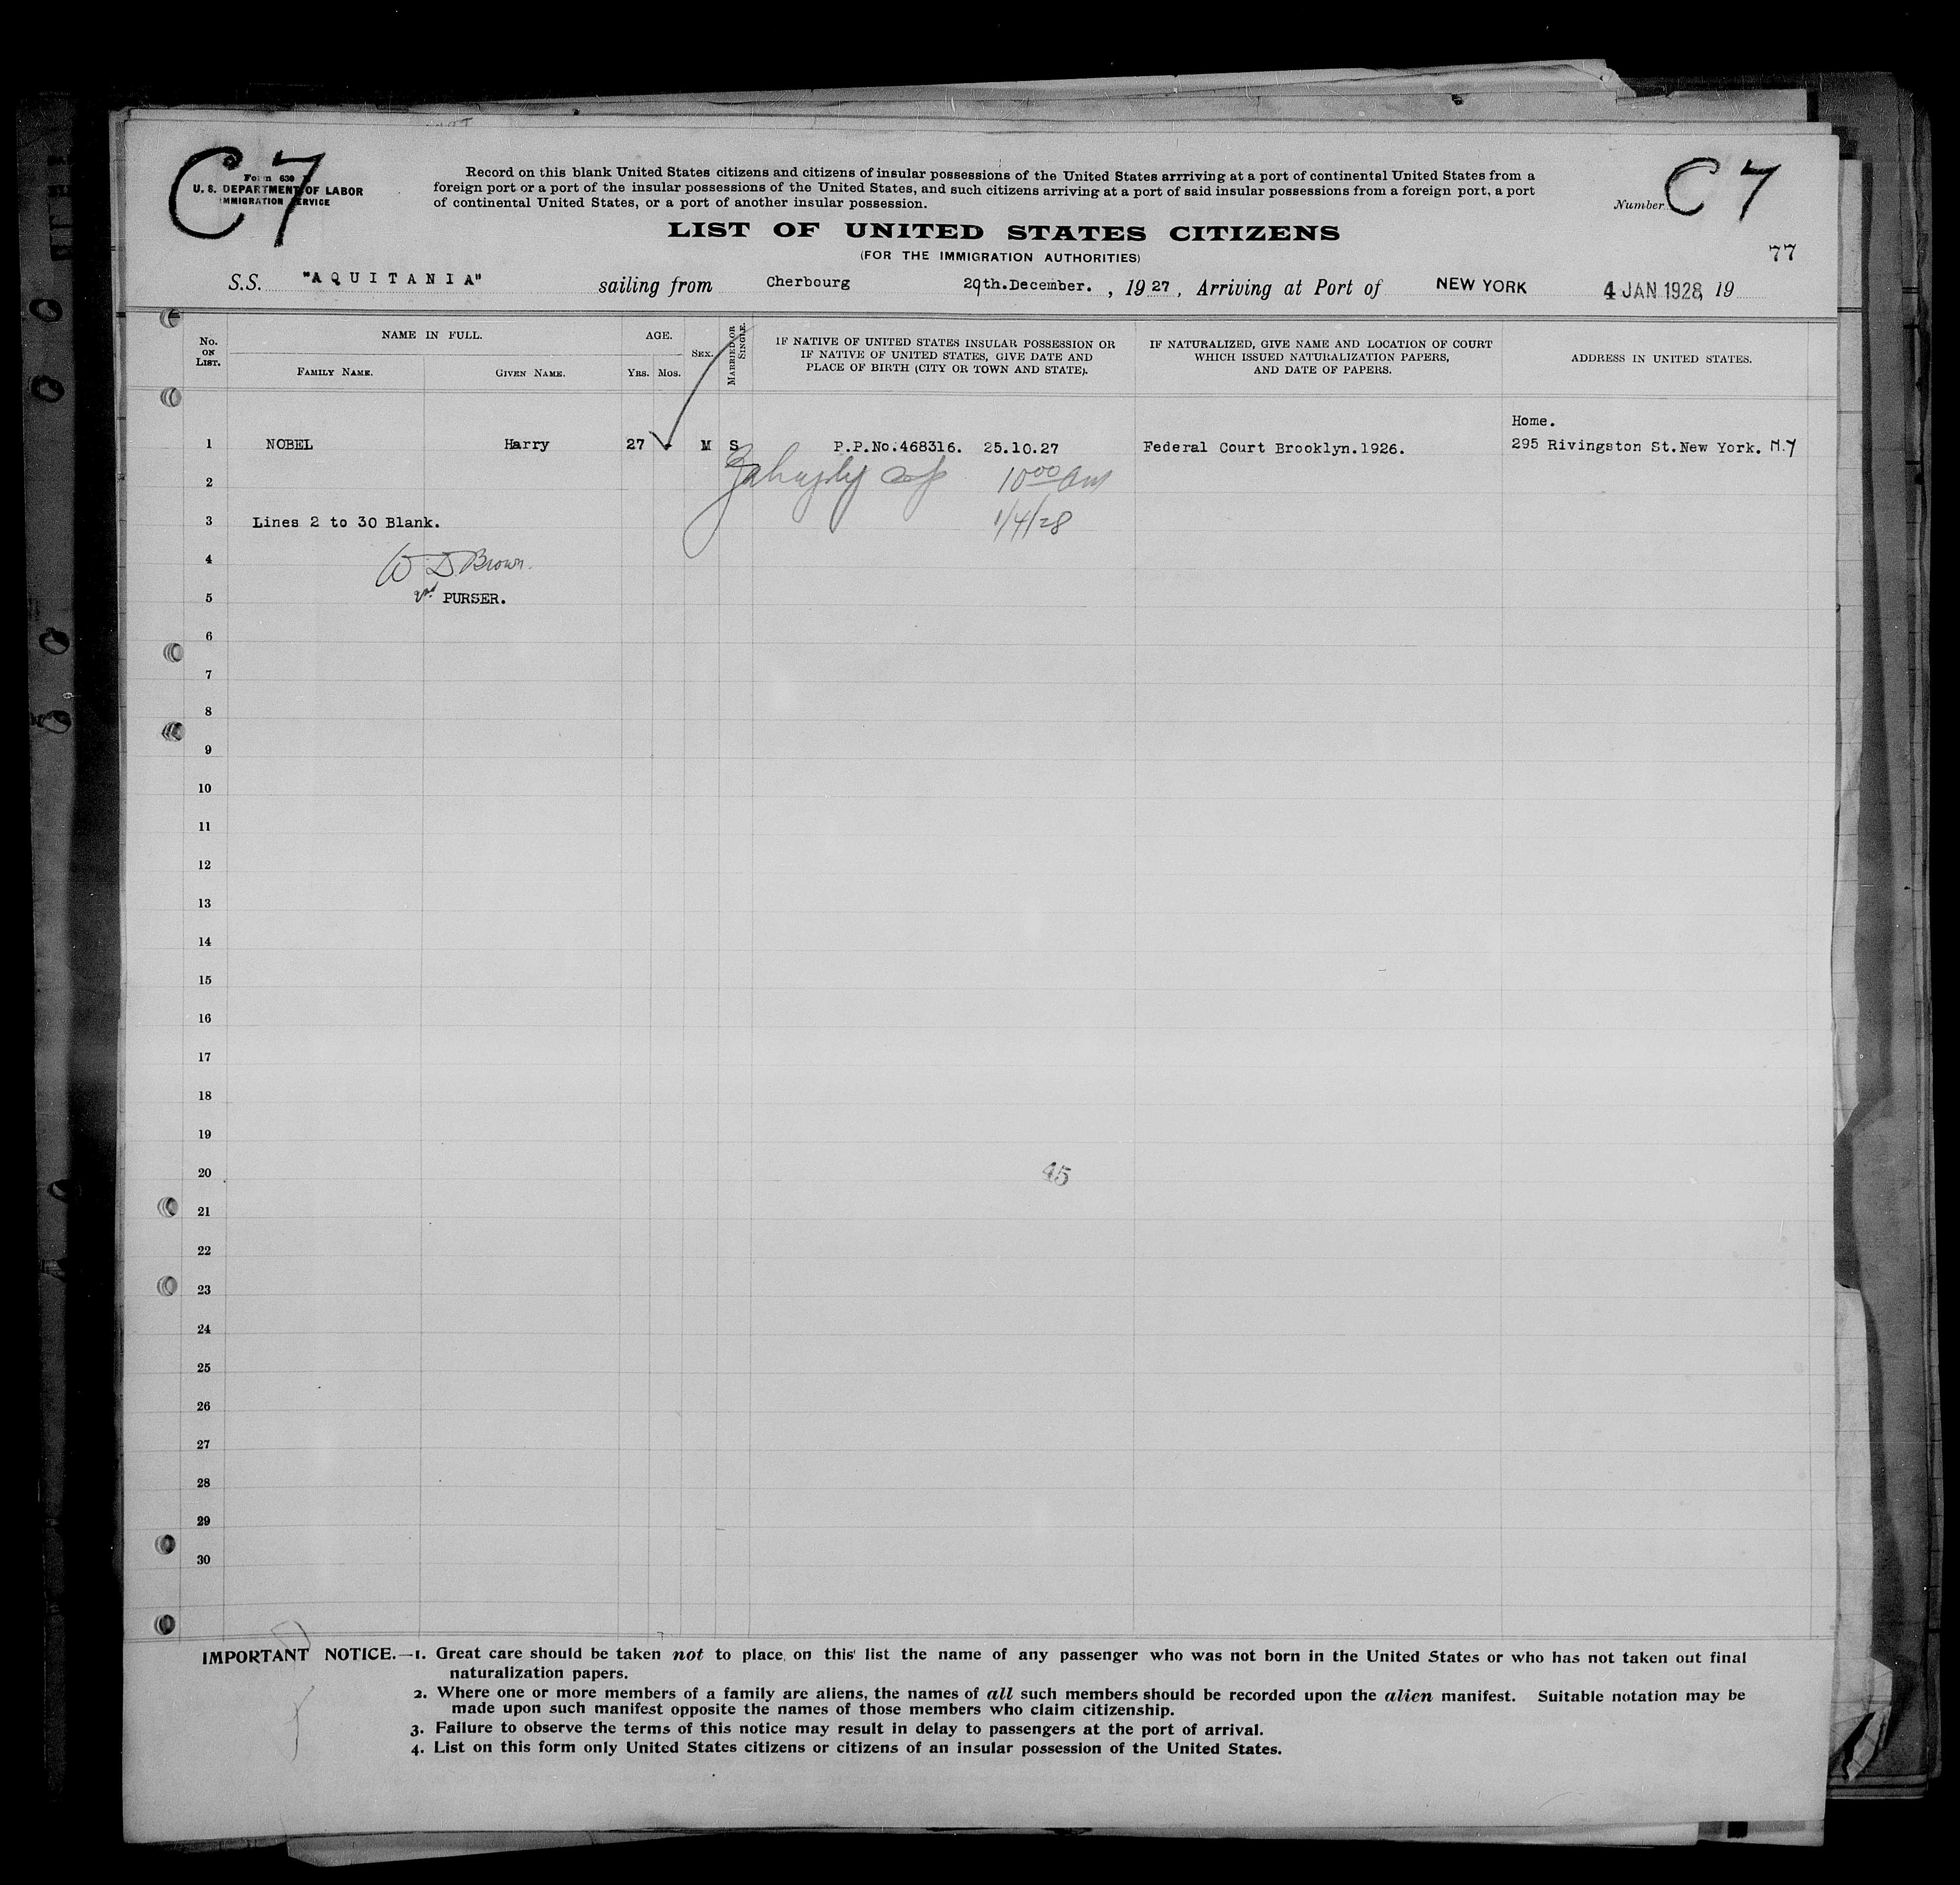 C7
Form 630
U. S. DEPARTMENT OF LABOR
IMMIGRATION SERVICE
Record on this blank United States citizens and citizens of insular possessions of the United States arrriving at a port of continental United States from a
foreign port or a port of the insular possessions of the United States, and such citizens arriving at a port of said insular possessions from a foreign port, a port
of continental United States, or a port of another insular possession.
Number C7
LIST OF UNITED STATES CITIZENS
(FOR THE IMMIGRATION AUTHORITIES)
77
S.S. "AQUITANIA" sailing from Cherbourg 29th.December. , 19 27 , Arriving at Port of NEW YORK 4 JAN 1928, 19
No. ON LIST.
NAME IN FULL.
FAMILY NAME.
GIVEN NAME.
AGE.
YRS. MOS.
SEX.
MARRIED OR SINGLE.
IF NATIVE OF UNITED STATES INSULAR POSSESSION OR
IF NATIVE OF UNITED STATES, GIVE DATE AND
PLACE OF BIRTH (CITY OR TOWN AND STATE).
IF NATURALIZED, GIVE NAME AND LOCATION OF COURT
WHICH ISSUED NATURALIZATION PAPERS,
AND DATE OF PAPERS.
ADDRESS IN UNITED STATES.
Home.
1 NOBEL Harry 27 - M S P.P.No.468316. 25.10.27 Federal Court Brooklyn.1926. 295 Rivingston St.New York. N.Y
2 10 00 am
3 Lines 2 to 30 Blank. 1/4/28
4 W D Brown.
5 2nd PURSER.
6
7
8
9
10
11
12
13
14
15
16
17
18
19
20 45
21
22
23
24
25
26
27
28
29
30
IMPORTANT NOTICE.—1. Great care should be taken not to place on this list the name of any passenger who was not born in the United States or who has not taken out final
naturalization papers.
2. Where one or more members of a family are aliens, the names of all such members should be recorded upon the alien manifest. Suitable notation may be
made upon such manifest opposite the names of those members who claim citizenship.
3. Failure to observe the terms of this notice may result in delay to passengers at the port of arrival.
4. List on this form only United States citizens or citizens of an insular possession of the United States.